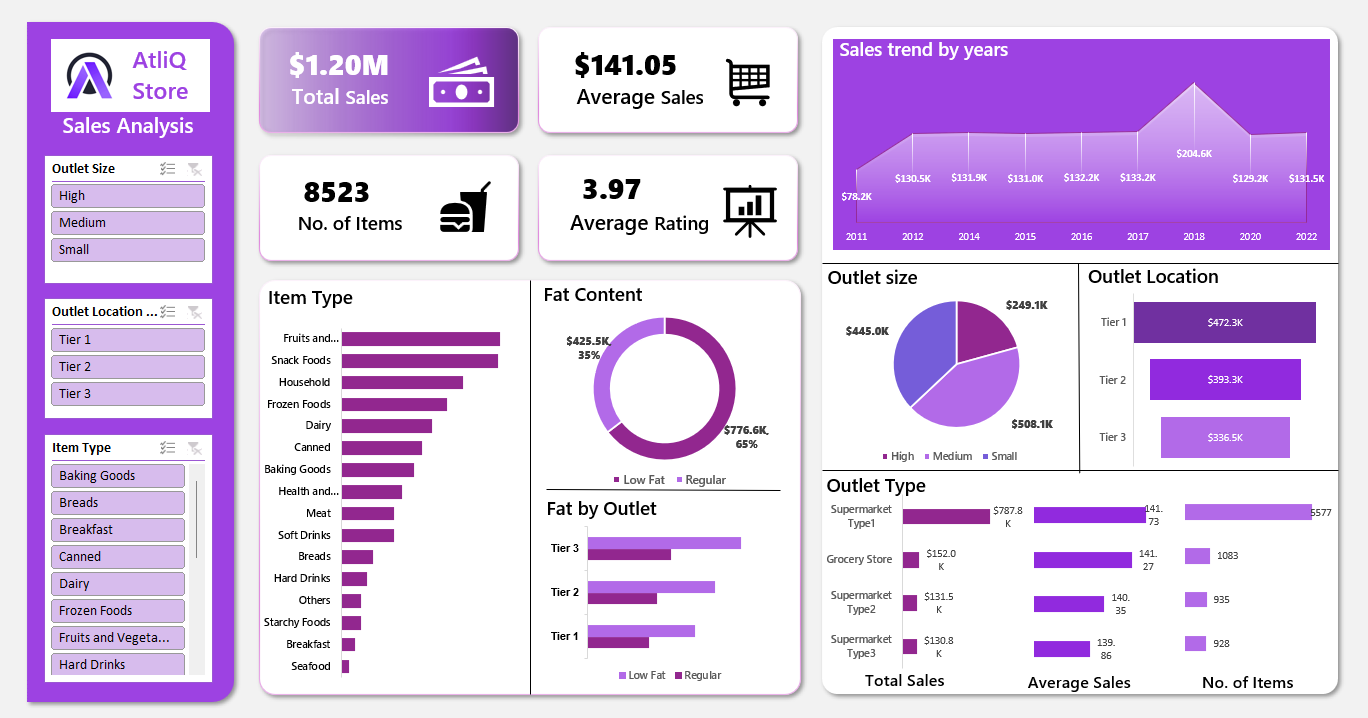 AtliQ
Store
Sales Analysis
Outlet Size
High
Medium
Small
Outlet Location ...
Tier 1
Tier 2
Tier 3
Item Type
Baking Goods
Breads
Breakfast
Canned
Dairy
Frozen Foods
Fruits and Vegeta...
Hard Drinks
$1.20M
Total Sales
$141.05
Average Sales
8523
No. of Items
3.97
Average Rating
Item Type
Fruits and...
Snack Foods
Household
Frozen Foods
Dairy
Canned
Baking Goods
Health and...
Meat
Soft Drinks
Breads
Hard Drinks
Others
Starchy Foods
Breakfast
Seafood
Fat Content
$425.5K,
35%
$776.6K,
65%
Low Fat Regular
Fat by Outlet
Tier 3
Tier 2
Tier 1
Low Fat Regular
Sales trend by years
$78.2K $130.5K $131.9K $131.0K $132.2K $133.2K $204.6K $129.2K $131.5K
2011 2012 2014 2015 2016 2017 2018 2020 2022
Outlet size
$249.1K
$445.0K
$508.1K
High Medium Small
Outlet Location
Tier 1 $472.3K
Tier 2 $393.3K
Tier 3 $336.5K
Outlet Type
Supermarket
Type1
$787.8
K
141.
73
5577
Grocery Store
$152.0
K
141.
27
1083
Supermarket
Type2
$131.5
K
140.
35
935
Supermarket
Type3
$130.8
K
139.
86
928
Total Sales
Average Sales
No. of Items